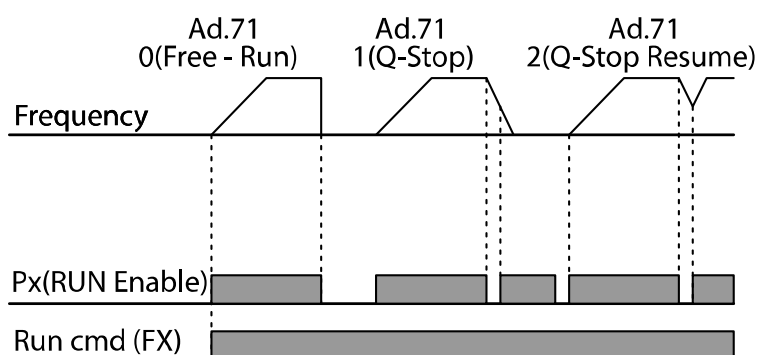 Ad.71
0(Free - Run)
Ad.71
1(Q-Stop)
Ad.71
2(Q-Stop Resume)
Frequency
Px(RUN Enable)
Run cmd (FX)